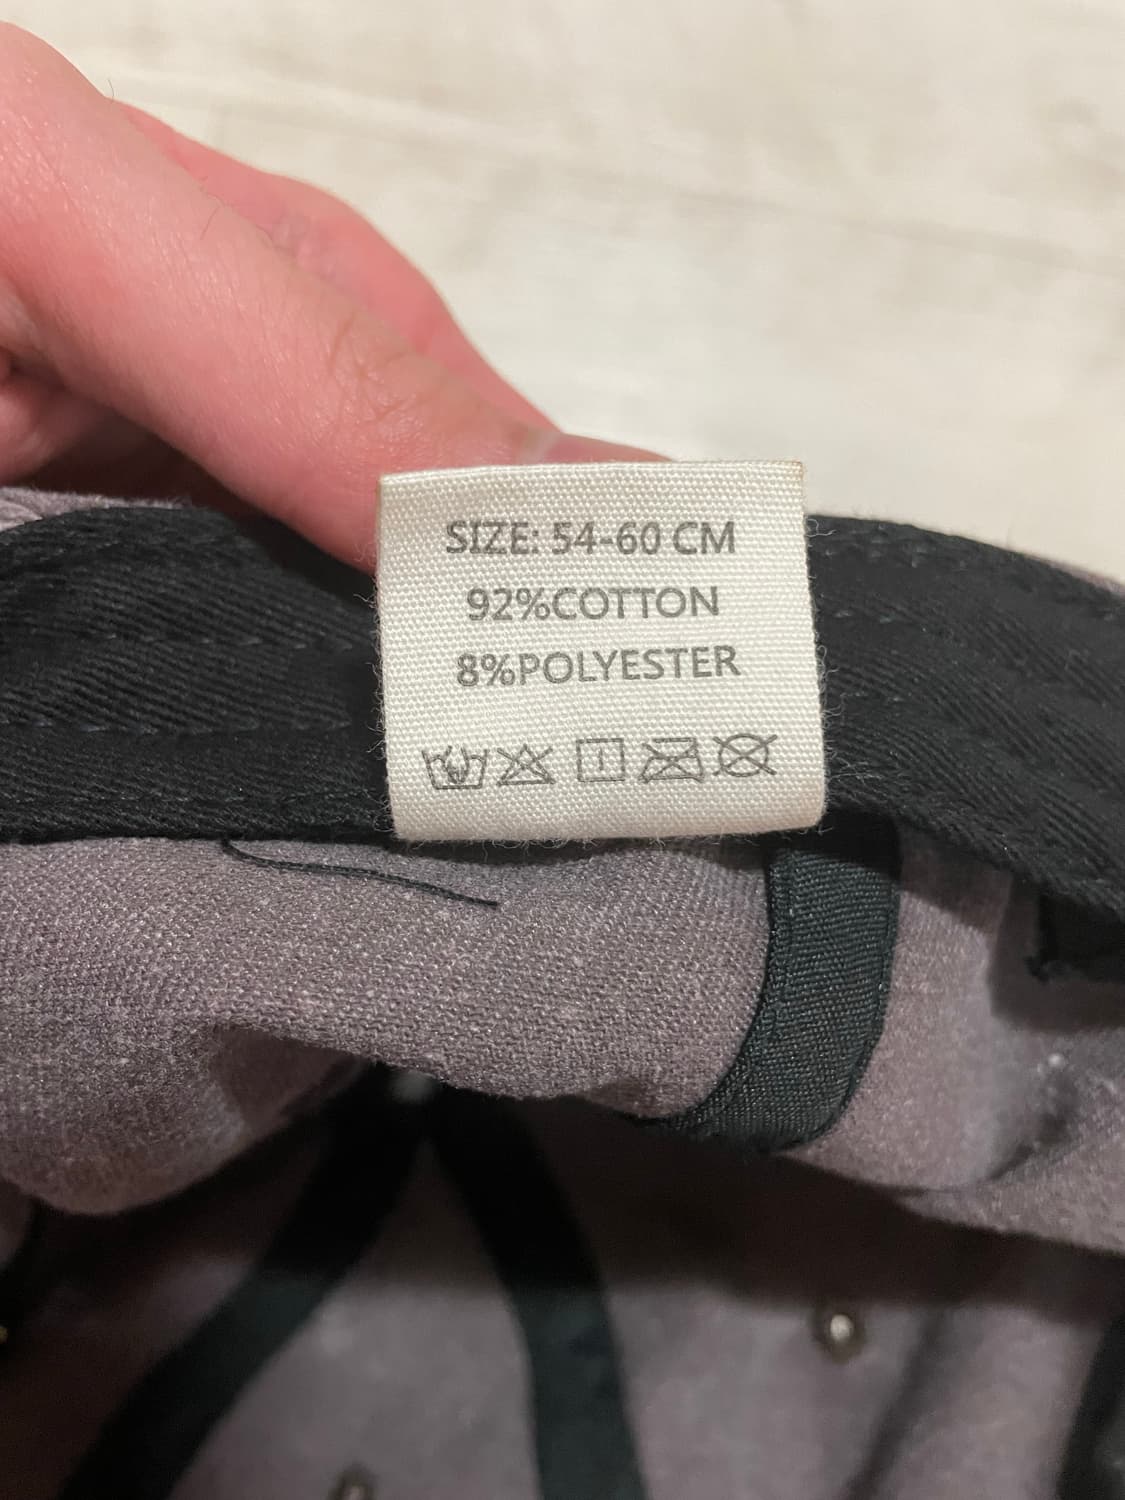 SIZE: 54-60 CM
92%COTTON
8%POLYESTER